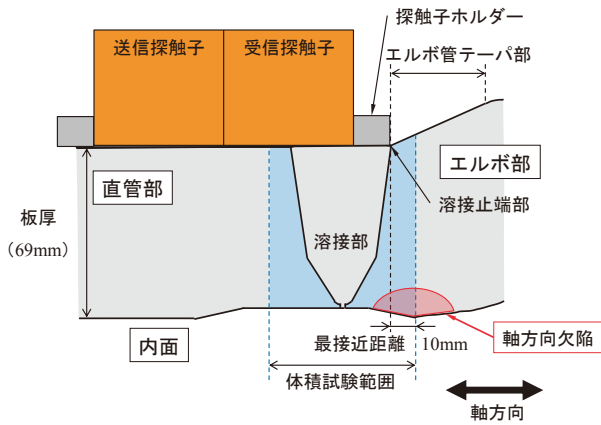 探触子ホルダー
送信探触子
受信探触子
エルボ管テーパ部
直管部
エルボ部
板厚
（69mm）
溶接止端部
溶接部
内面
最接近距離
10mm
軸方向欠陥
体積試験範囲
軸方向